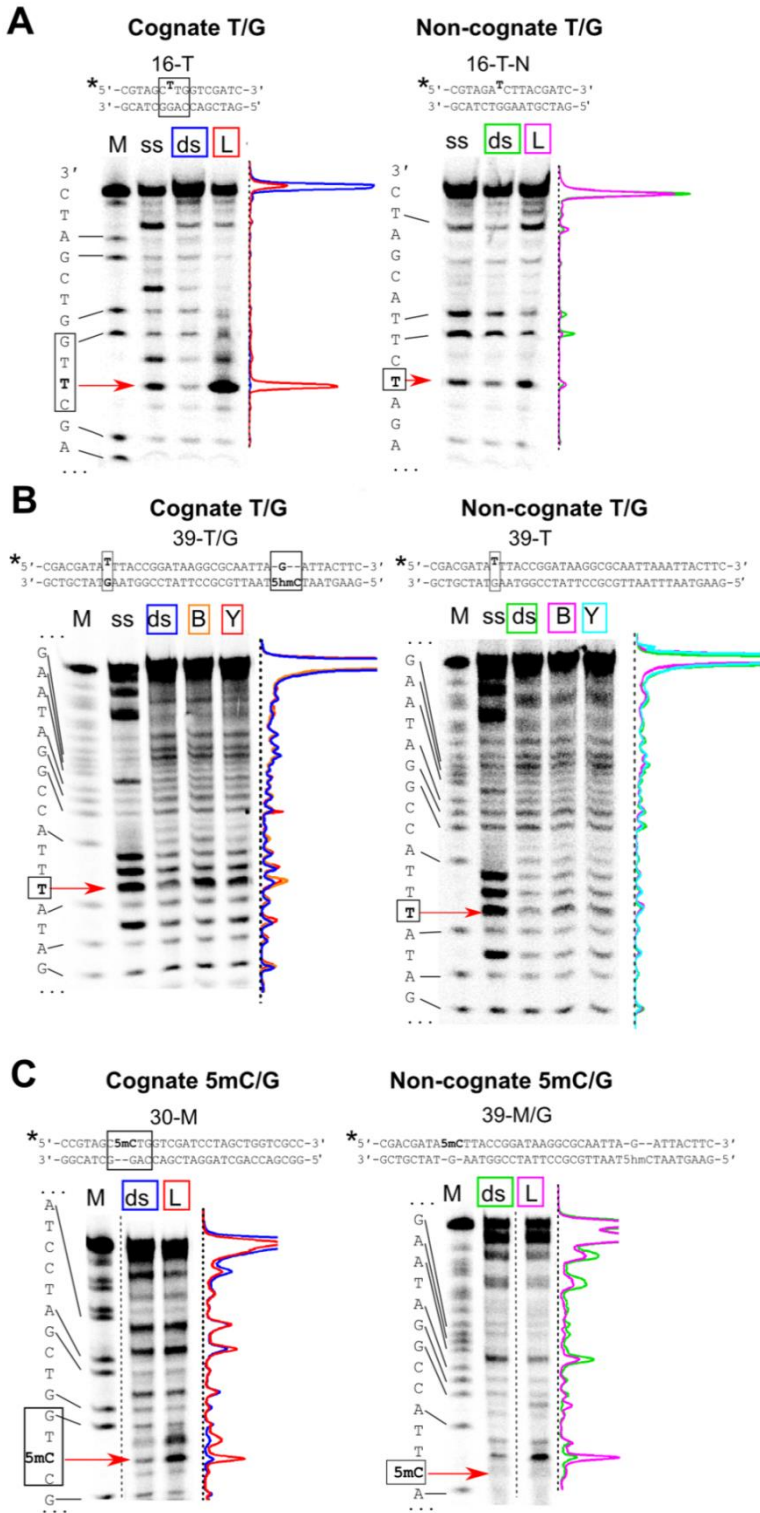 A
Cognate T/G
16-T
*5'-CGTAGCTTGGTCGATC-3'
3'-GCATCGGACCAGCTAG-5'
M ss ds L
3'
C
T
A
G
C
T
G
G
T
T
C
G
A
...
Non-cognate T/G
16-T-N
*5'-CGTAGATCTTACGATC-3'
3'-GCATCTGGAATGCTAG-5'
ss ds L
3'
C
T
A
G
C
A
T
T
C
T
A
G
A
...
B
Cognate T/G
39-T/G
*5'-CGACGATATTTACCGGATAAGGCGCAATTA-G--ATTACTTC-3'
3'-GCTGCTATGAATGGCCTATTCCGCGTTAAT5hmCTAATGAAG-5'
M ss ds B Y
...
G
A
A
T
A
G
G
C
C
A
T
T
T
A
T
A
G
...
Non-cognate T/G
39-T
*5'-CGACGATATTTACCGGATAAGGCGCAATTAAATTACTTC-3'
3'-GCTGCTATGAATGGCCTATTCCGCGTTAATTTAATGAAG-5'
M ss ds B Y
...
G
A
A
T
A
G
G
C
C
A
T
T
T
A
T
A
G
...
C
Cognate 5mC/G
30-M
*5'-CCGTAGC5mCTGGTCGATCCTAGCTGGTCGCC-3'
3'-GGCATCG--GACCAGCTAGGATCGACCAGCGG-5'
M ds L
...
A
T
C
C
T
A
G
C
T
G
G
T
5mC
C
G
...
Non-cognate 5mC/G
39-M/G
*5'-CGACGATA5mCTTACCGGATAAGGCGCAATTA-G--ATTACTTC-3'
3'-GCTGCTAT-G-AATGGCCTATTCCGCGTTAAT5hmCTAATGAAG-5'
M ds L
...
G
A
A
T
A
G
G
C
C
A
T
T
5mC
A
...